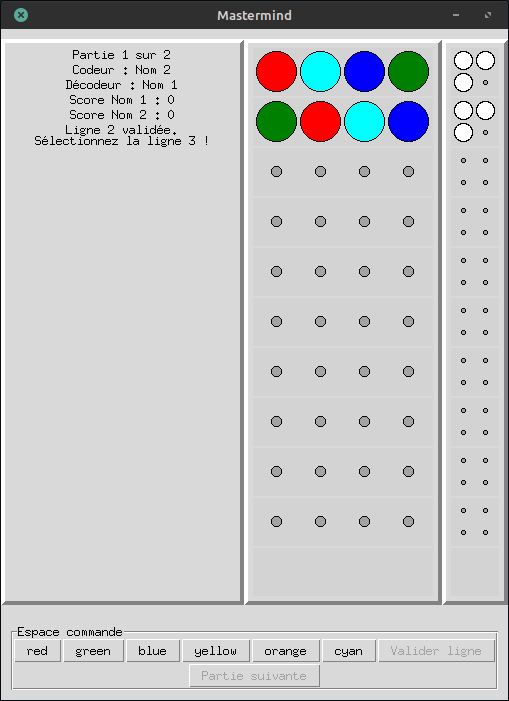 Mastermind
Partie 1 sur 2
Codeur : Nom 2
Décodeur : Nom 1
Score Nom 1 : 0
Score Nom 2 : 0
Ligne 2 validée.
Sélectionnez la ligne 3 !
Espace commande
red green blue yellow orange cyan Valider ligne
Partie suivante